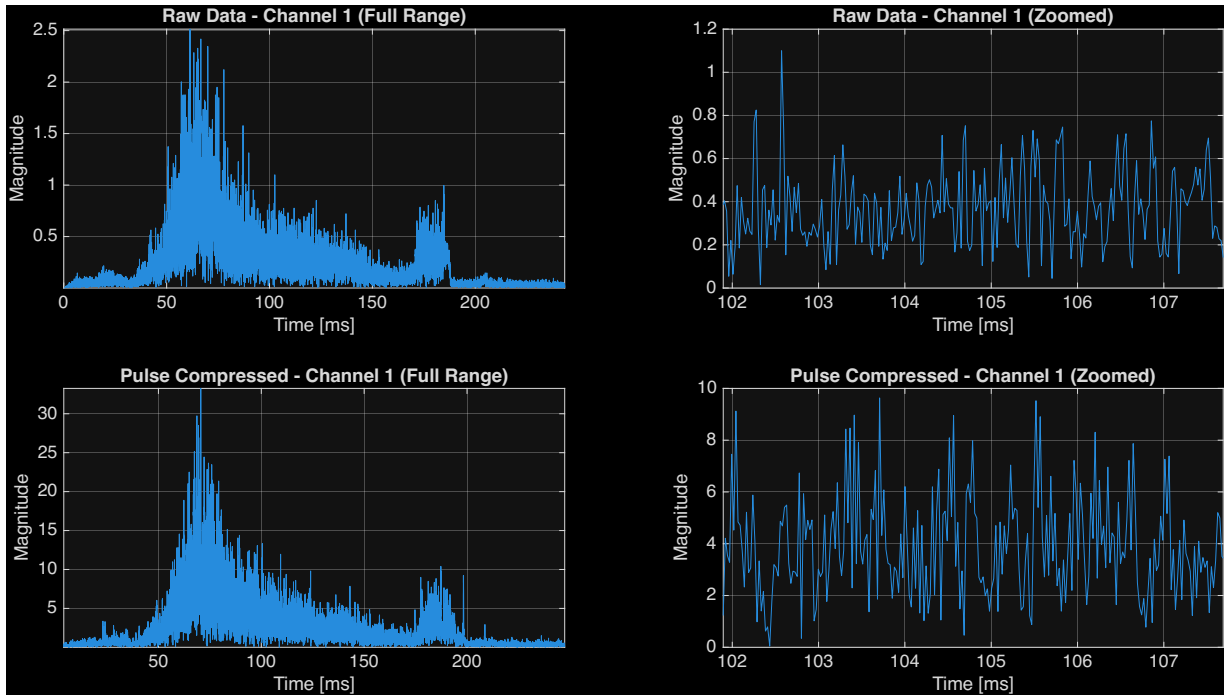 Raw Data - Channel 1 (Full Range)
Magnitude
2.5
2
1.5
1
0.5
0
0 50 100 150 200
Time [ms]
Raw Data - Channel 1 (Zoomed)
Magnitude
1.2
1
0.8
0.6
0.4
0.2
0
102 103 104 105 106 107
Time [ms]
Pulse Compressed - Channel 1 (Full Range)
Magnitude
30
25
20
15
10
5
50 100 150 200
Time [ms]
Pulse Compressed - Channel 1 (Zoomed)
Magnitude
10
8
6
4
2
0
102 103 104 105 106 107
Time [ms]